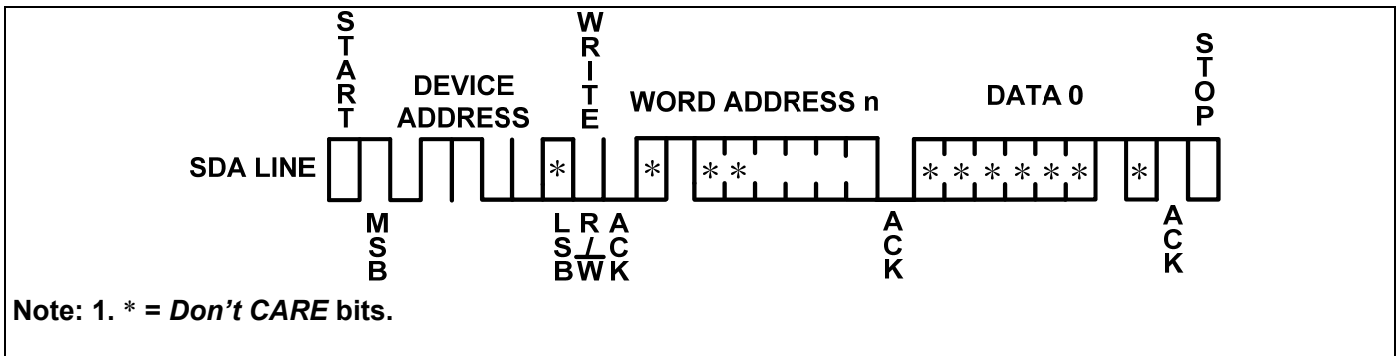 START
WRITE
STOP
DEVICE
ADDRESS
WORD ADDRESS n
DATA 0
SDA LINE
*
*
* *
* * * * *
*
MSB
LSB
R/W
ACK
ACK
ACK
Note: 1. * = Don't CARE bits.